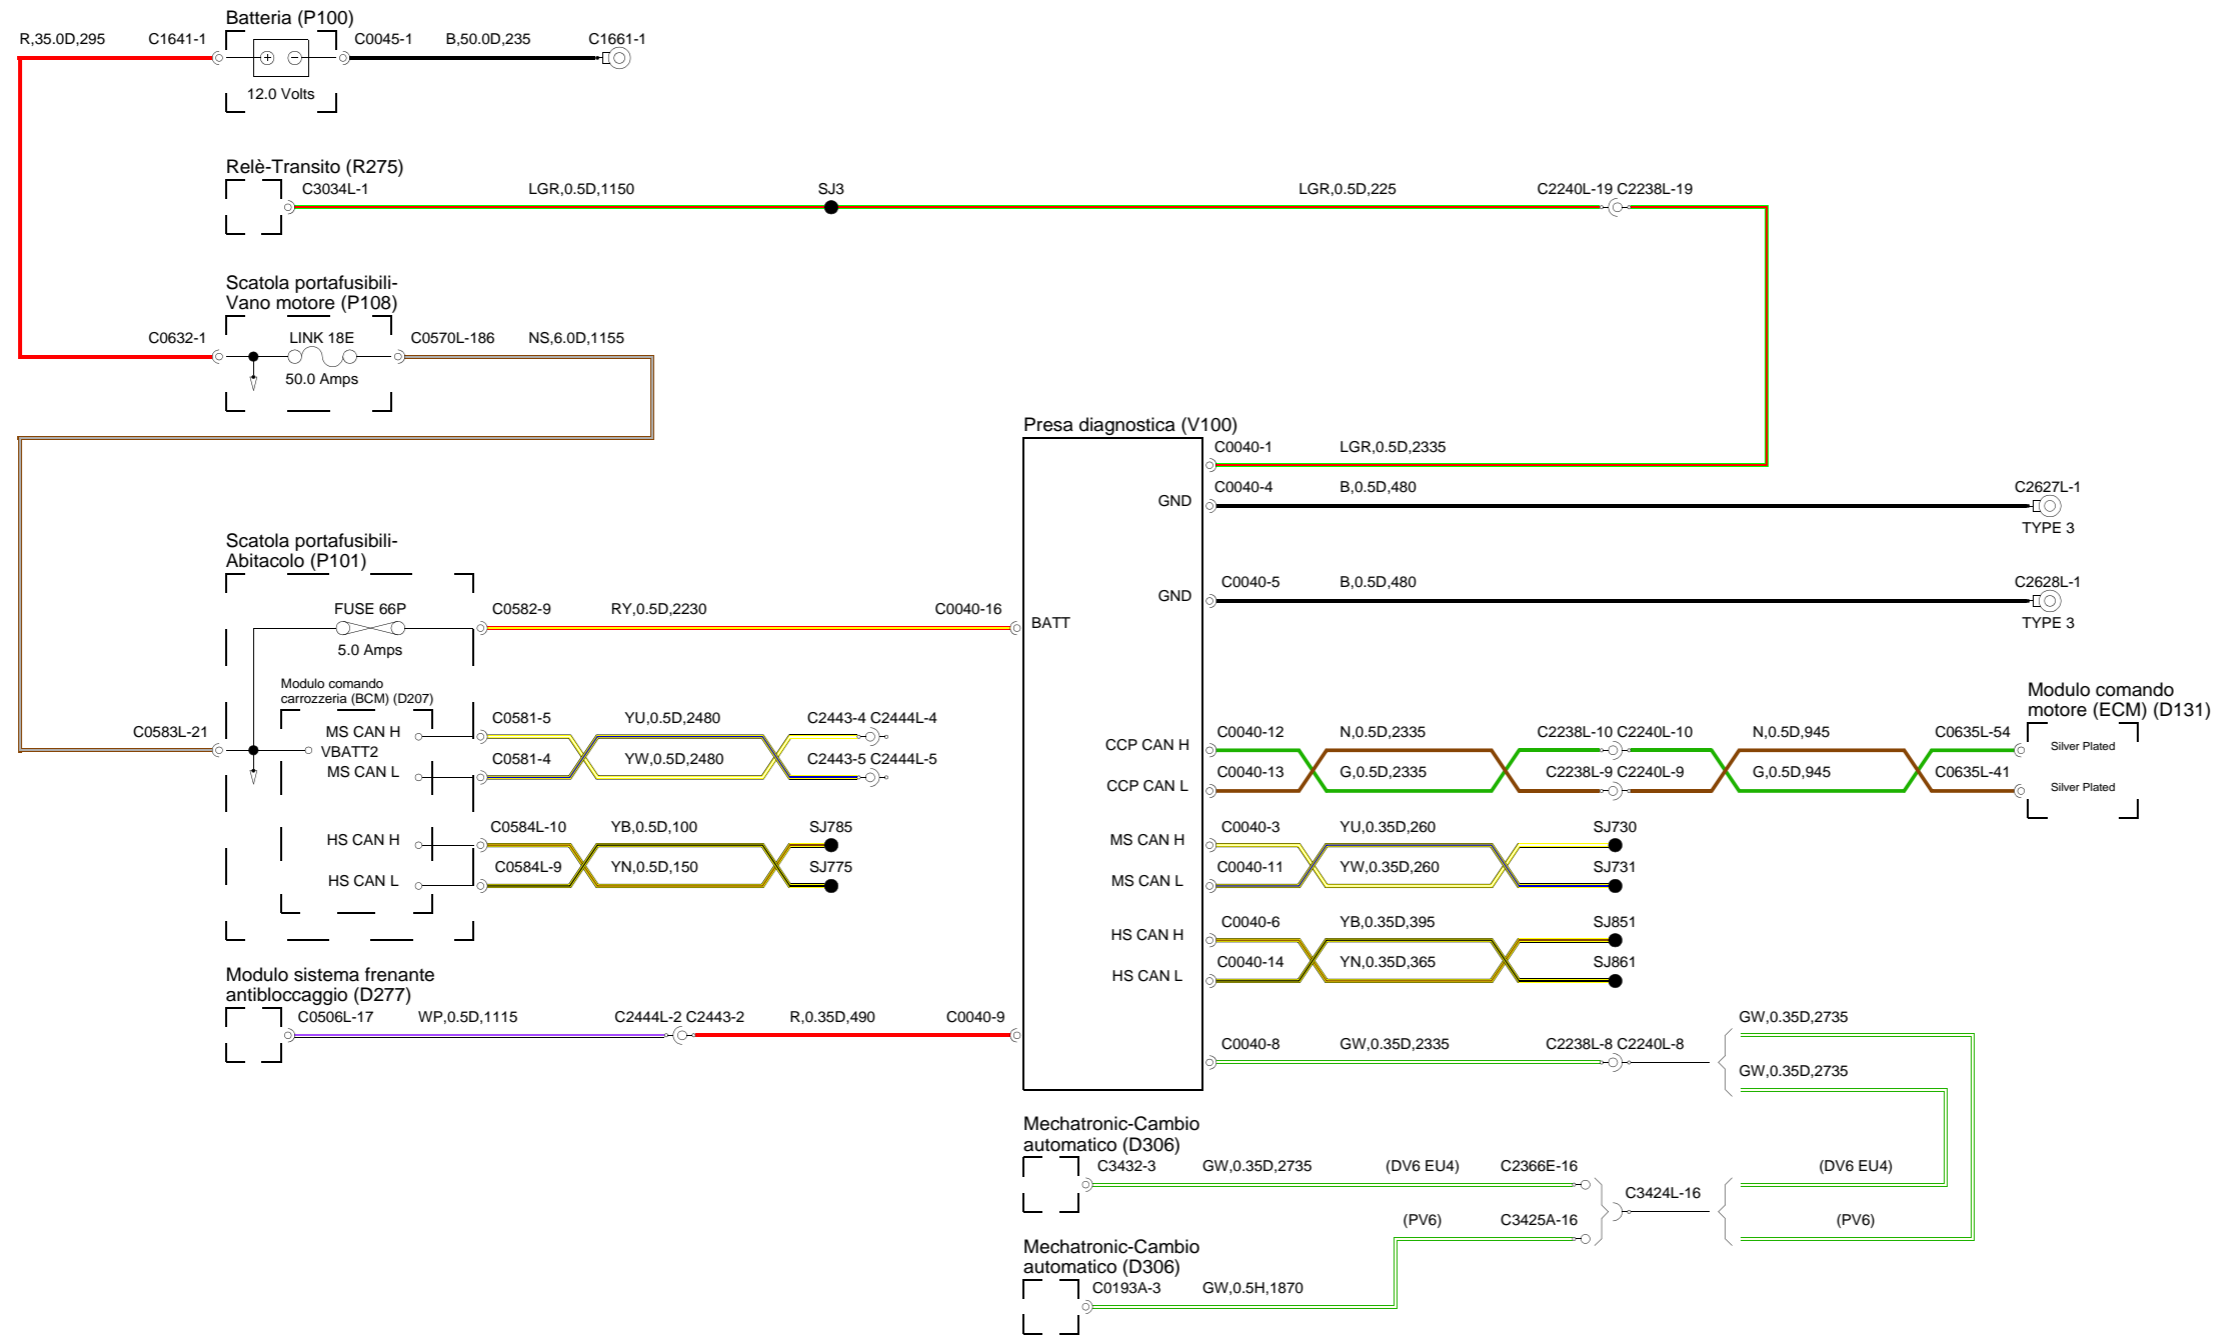 Batteria (P100)
R,35.0D,295
C1641-1
C0045-1
B,50.0D,235
C1661-1
12.0 Volts
Relè-Transito (R275)
C3034L-1
LGR,0.5D,1150
SJ3
LGR,0.5D,225
C2240L-19 C2238L-19
Scatola portafusibili-
Vano motore (P108)
C0632-1
LINK 18E
C0570L-186
NS,6.0D,1155
50.0 Amps
Presa diagnostica (V100)
C0040-1
LGR,0.5D,2335
GND
C0040-4
B,0.5D,480
C2627L-1
TYPE 3
GND
C0040-5
B,0.5D,480
C2628L-1
TYPE 3
Scatola portafusibili-
Abitacolo (P101)
FUSE 66P
C0582-9
RY,0.5D,2230
C0040-16
BATT
5.0 Amps
Modulo comando
carrozzeria (BCM) (D207)
C0583L-21
MS CAN H
VBATT2
MS CAN L
C0581-5
YU,0.5D,2480
C2443-4 C2444L-4
C0581-4
YW,0.5D,2480
C2443-5 C2444L-5
HS CAN H
C0584L-10
YB,0.5D,100
SJ785
HS CAN L
C0584L-9
YN,0.5D,150
SJ775
Modulo comando
motore (ECM) (D131)
CCP CAN H
C0040-12
N,0.5D,2335
C2238L-10 C2240L-10
N,0.5D,945
C0635L-54
Silver Plated
CCP CAN L
C0040-13
G,0.5D,2335
C2238L-9 C2240L-9
G,0.5D,945
C0635L-41
Silver Plated
MS CAN H
C0040-3
YU,0.35D,260
SJ730
MS CAN L
C0040-11
YW,0.35D,260
SJ731
HS CAN H
C0040-6
YB,0.35D,395
SJ851
HS CAN L
C0040-14
YN,0.35D,365
SJ861
Modulo sistema frenante
antibloccaggio (D277)
C0506L-17
WP,0.5D,1115
C2444L-2 C2443-2
R,0.35D,490
C0040-9
C0040-8
GW,0.35D,2335
C2238L-8 C2240L-8
GW,0.35D,2735
GW,0.35D,2735
Mechatronic-Cambio
automatico (D306)
C3432-3
GW,0.35D,2735
(DV6 EU4)
C2366E-16
C3424L-16
(DV6 EU4)
(PV6)
C3425A-16
(PV6)
Mechatronic-Cambio
automatico (D306)
C0193A-3
GW,0.5H,1870